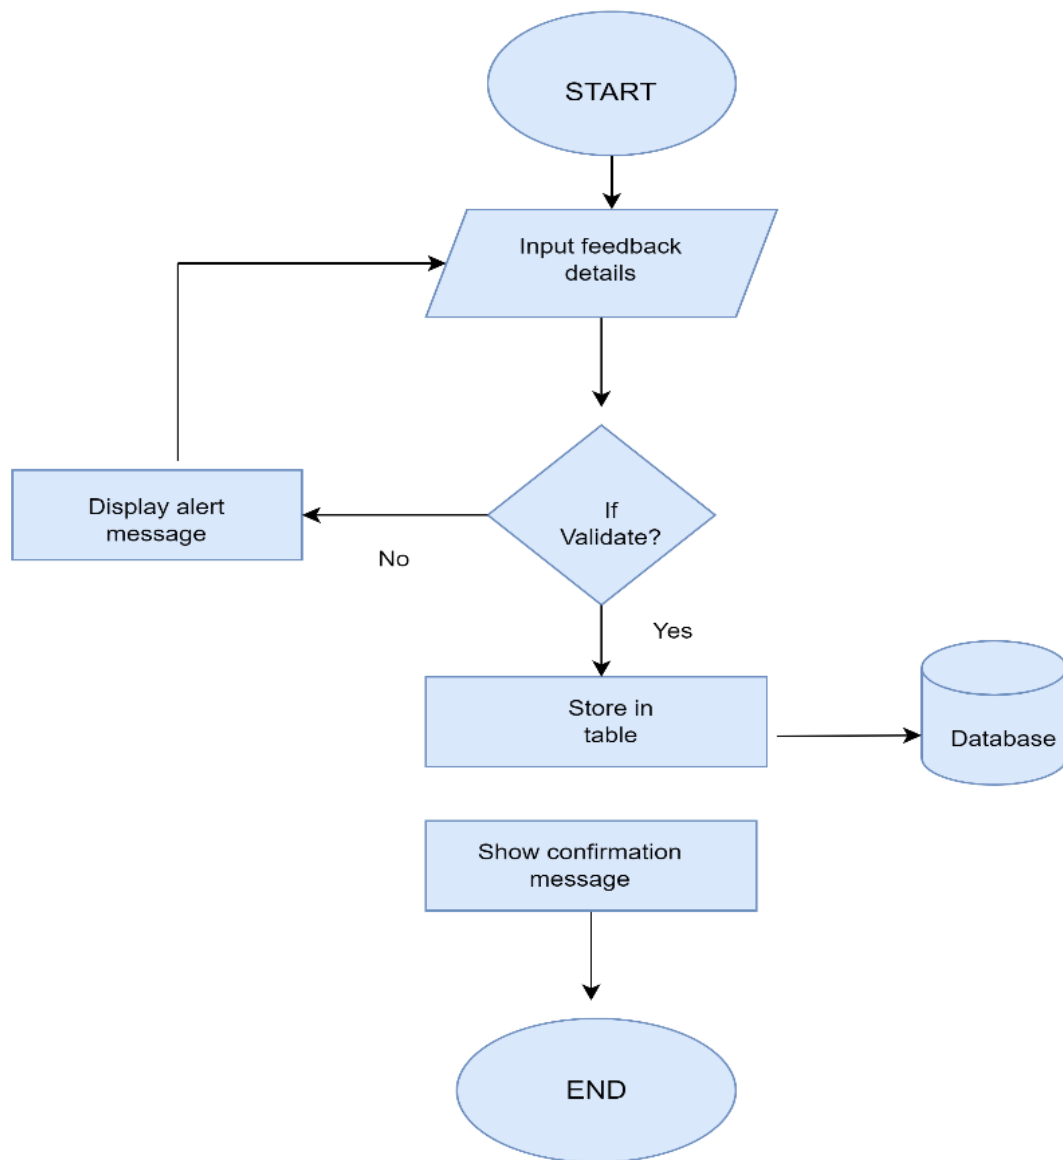 START
Input feedback
details
If
Validate?
Display alert
message
No
Yes
Store in
table
Database
Show confirmation
message
END